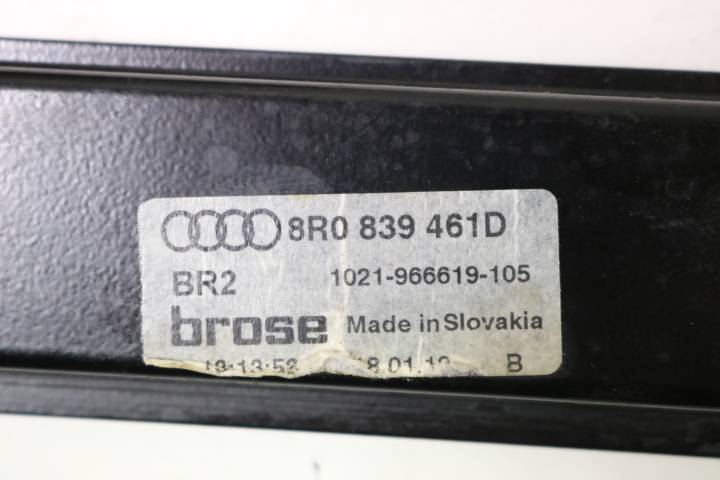 8R0 839 461D
BR2 1021-966619-105
brose Made in Slovakia
B